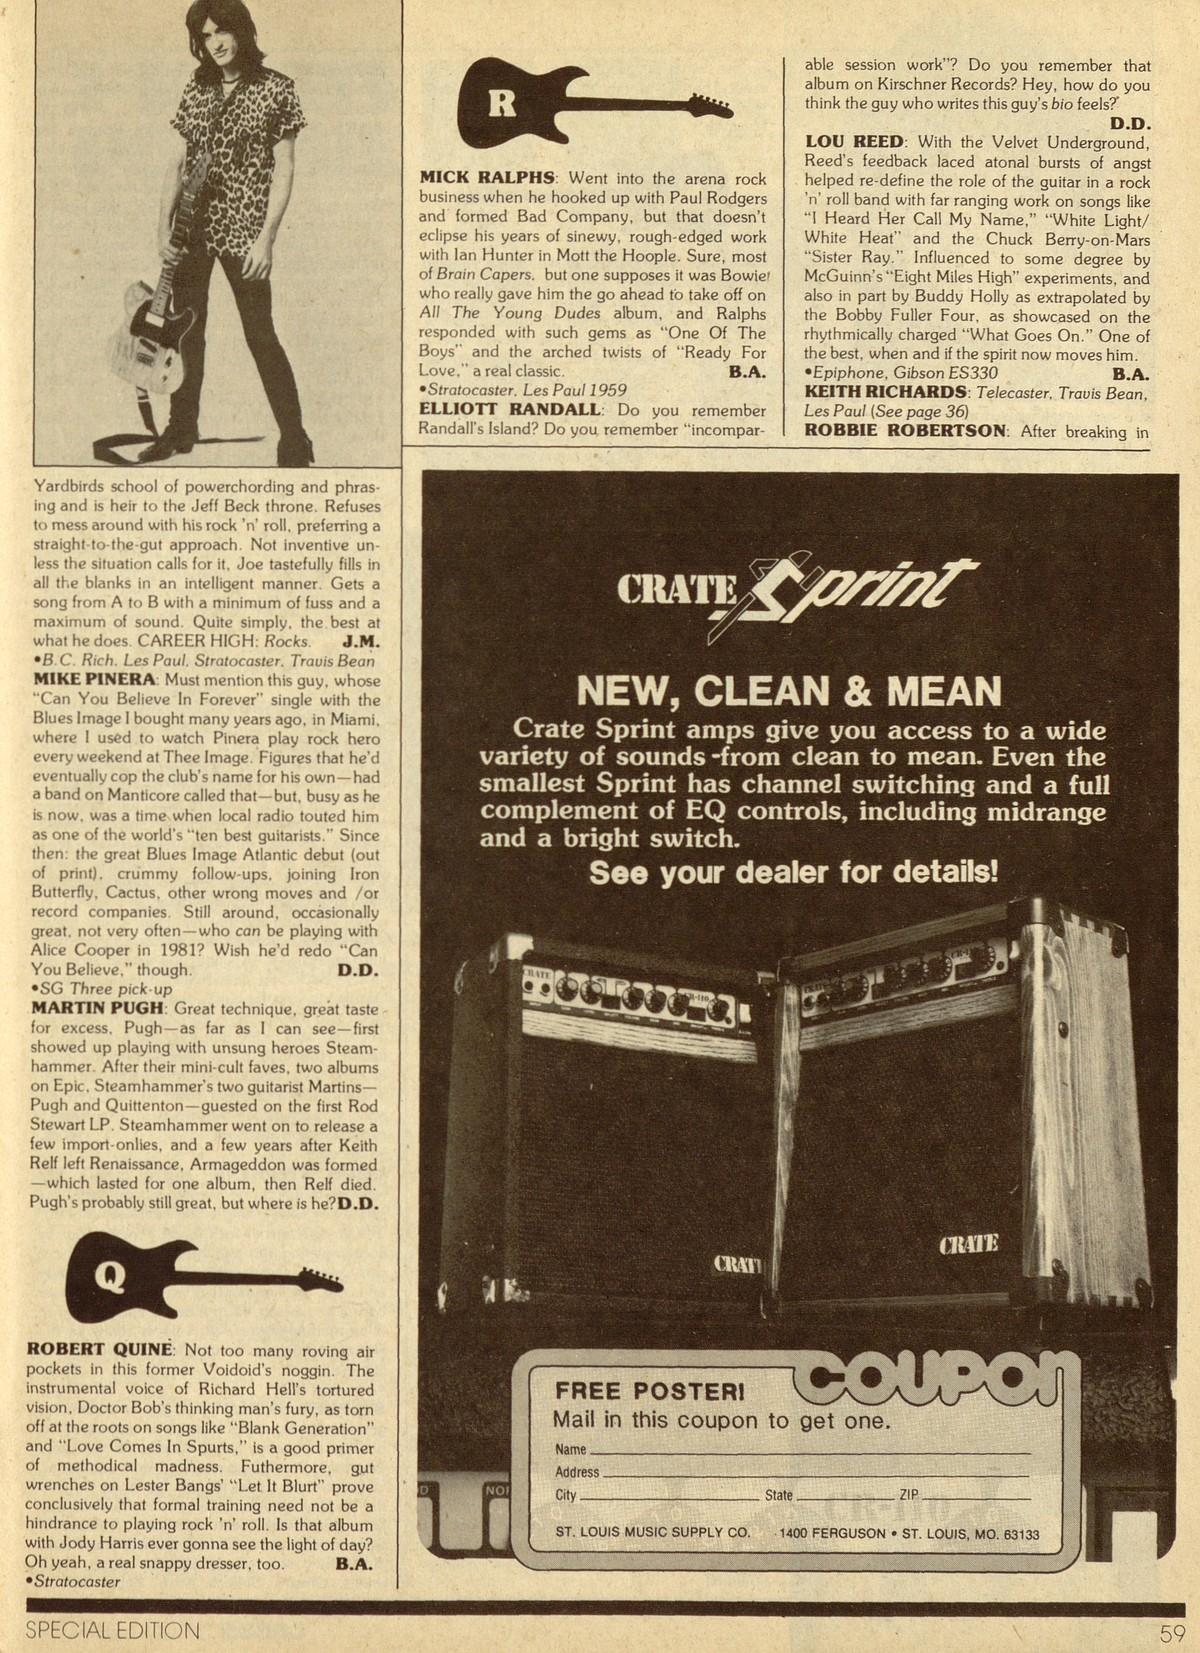 Yardbirds school of powerchording and phras-
ing and is heir to the Jeff Beck throne. Refuses
to mess around with his rock 'n' roll, preferring a
straight-to-the-gut approach. Not inventive un-
less the situation calls for it, Joe tastefully fills in
all the blanks in an intelligent manner. Gets a
song from A to B with a minimum of fuss and a
maximum of sound. Quite simply, the best at
what he does. CAREER HIGH: Rocks. J.M.
•B.C. Rich, Les Paul, Stratocaster, Travis Bean
MIKE PINERA: Must mention this guy, whose
"Can You Believe In Forever" single with the
Blues Image I bought many years ago, in Miami,
where I used to watch Pinera play rock hero
every weekend at Thee Image. Figures that he'd
eventually cop the club's name for his own—had
a band on Manticore called that—but, busy as he
is now, was a time when local radio touted him
as one of the world's "ten best guitarists." Since
then: the great Blues Image Atlantic debut (out
of print), crummy follow-ups, joining Iron
Butterfly, Cactus, other wrong moves and /or
record companies. Still around, occasionally
great, not very often—who can be playing with
Alice Cooper in 1981? Wish he'd redo "Can
You Believe," though. D.D.
•SG Three pick-up
MARTIN PUGH: Great technique, great taste
for excess, Pugh—as far as I can see—first
showed up playing with unsung heroes Steam-
hammer. After their mini-cult faves, two albums
on Epic, Steamhammer's two guitarist Martins—
Pugh and Quittenton—guested on the first Rod
Stewart LP. Steamhammer went on to release a
few import-onlies, and a few years after Keith
Relf left Renaissance, Armageddon was formed
—which lasted for one album, then Relf died.
Pugh's probably still great, but where is he? D.D.
Q
ROBERT QUINE: Not too many roving air
pockets in this former Voidoid's noggin. The
instrumental voice of Richard Hell's tortured
vision, Doctor Bob's thinking man's fury, as torn
off at the roots on songs like "Blank Generation"
and "Love Comes In Spurts," is a good primer
of methodical madness. Futhermore, gut
wrenches on Lester Bangs' "Let It Blurt" prove
conclusively that formal training need not be a
hindrance to playing rock 'n' roll. Is that album
with Jody Harris ever gonna see the light of day?
Oh yeah, a real snappy dresser, too. B.A.
•Stratocaster
R
MICK RALPHS: Went into the arena rock
business when he hooked up with Paul Rodgers
and formed Bad Company, but that doesn't
eclipse his years of sinewy, rough-edged work
with Ian Hunter in Mott the Hoople. Sure, most
of Brain Capers, but one supposes it was Bowie
who really gave him the go ahead to take off on
All The Young Dudes album, and Ralphs
responded with such gems as "One Of The
Boys" and the arched twists of "Ready For
Love," a real classic. B.A.
•Stratocaster, Les Paul 1959
ELLIOTT RANDALL: Do you remember
Randall's Island? Do you remember "incompar-
able session work"? Do you remember that
album on Kirschner Records? Hey, how do you
think the guy who writes this guy's bio feels?
D.D.
LOU REED: With the Velvet Underground,
Reed's feedback laced atonal bursts of angst
helped re-define the role of the guitar in a rock
'n' roll band with far ranging work on songs like
"I Heard Her Call My Name," "White Light/
White Heat" and the Chuck Berry-on-Mars
"Sister Ray." Influenced to some degree by
McGuinn's "Eight Miles High" experiments, and
also in part by Buddy Holly as extrapolated by
the Bobby Fuller Four, as showcased on the
rhythmically charged "What Goes On." One of
the best, when and if the spirit now moves him.
•Epiphone, Gibson ES330 B.A.
KEITH RICHARDS: Telecaster, Travis Bean,
Les Paul (See page 36)
ROBBIE ROBERTSON: After breaking in
CRATE Sprint
NEW, CLEAN & MEAN
Crate Sprint amps give you access to a wide
variety of sounds-from clean to mean. Even the
smallest Sprint has channel switching and a full
complement of EQ controls, including midrange
and a bright switch.
See your dealer for details!
CRATE
CR-110
CRATE
CRATE
COUPON
FREE POSTER!
Mail in this coupon to get one.
Name
Address
City State ZIP
ST. LOUIS MUSIC SUPPLY CO. 1400 FERGUSON • ST. LOUIS, MO. 63133
SPECIAL EDITION
59